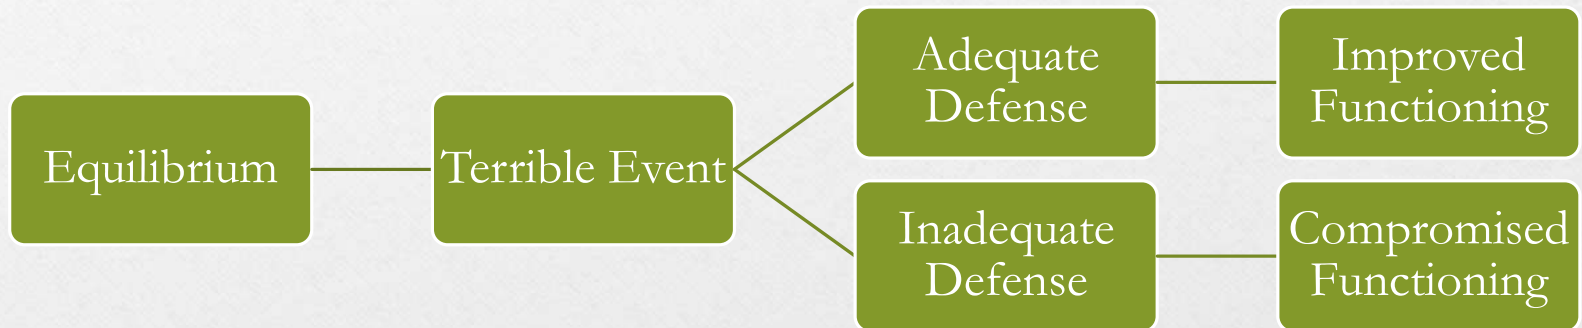 Equilibrium
Terrible Event
Adequate
Defense
Improved
Functioning
Inadequate
Defense
Compromised
Functioning